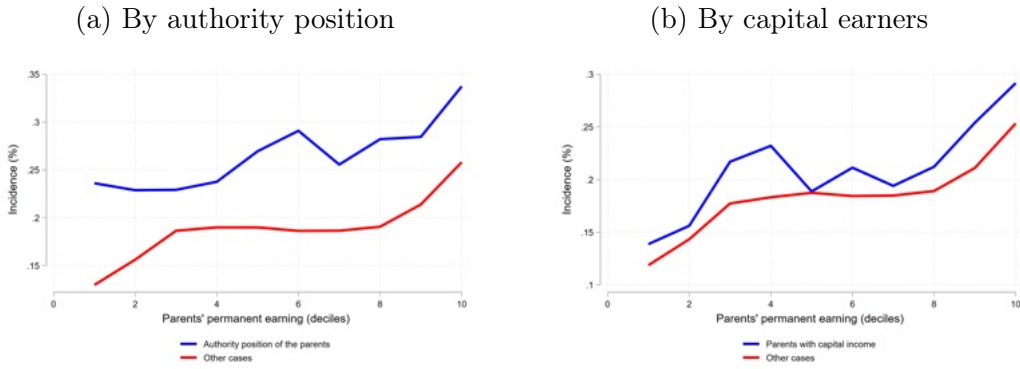 (a) By authority position
.35
.3
.25
.2
.15
Incidence (%)
0 2 4 6 8 10
Parents' permanent earning (deciles)
Authority position of the parents
Other cases
(b) By capital earners
.3
.25
.2
.15
.1
Incidence (%)
0 2 4 6 8 10
Parents' permanent earning (deciles)
Parents with capital income
Other cases